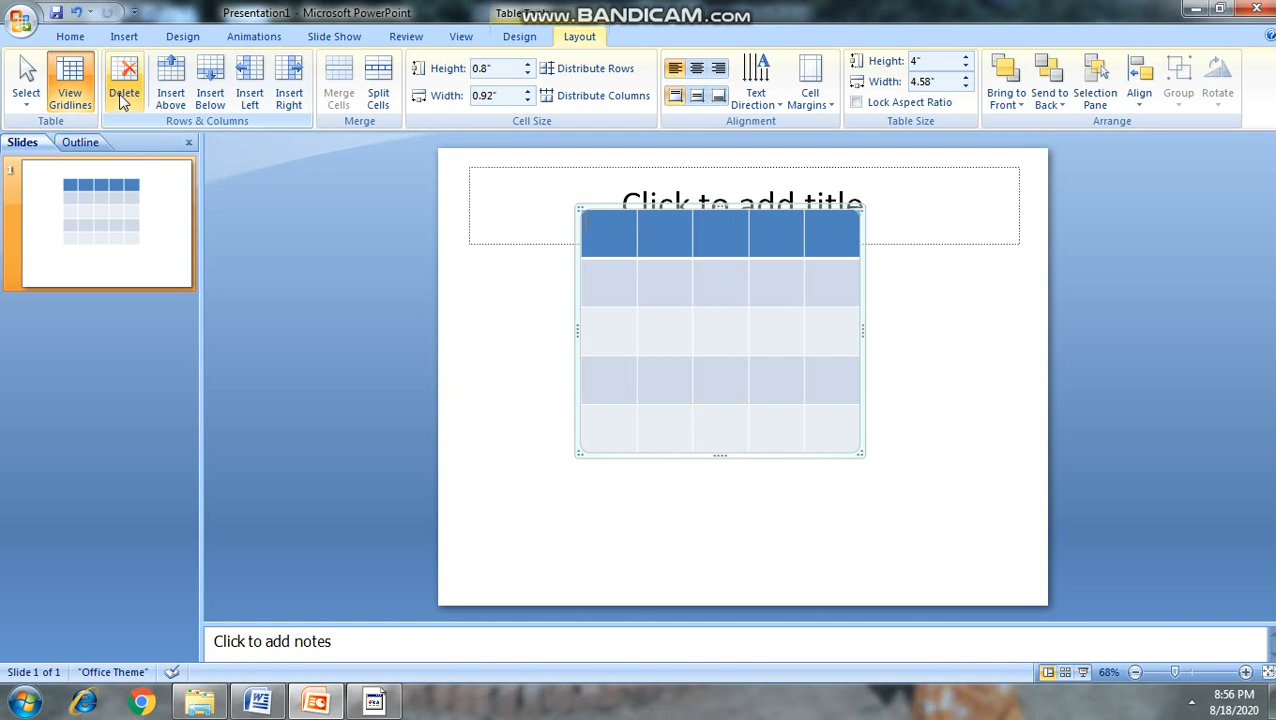 Presentation1 - Microsoft PowerPoint
www.BANDICAM.com
Home Insert Design Animations Slide Show Review View Design Layout
Select
View Gridlines
Delete
Insert Above
Insert Below
Insert Left
Insert Right
Merge Cells
Split Cells
Height: 0.8"
Width: 0.92"
Distribute Rows
Distribute Columns
Text Direction
Cell Margins
Height: 4"
Width: 4.58"
Lock Aspect Ratio
Bring to Front
Send to Back
Selection Pane
Align
Group
Rotate
Table Rows & Columns Merge Cell Size Alignment Table Size Arrange
Slides Outline
1
Click to add title
Click to add notes
Slide 1 of 1 "Office Theme" 68%
8:56 PM
8/18/2020